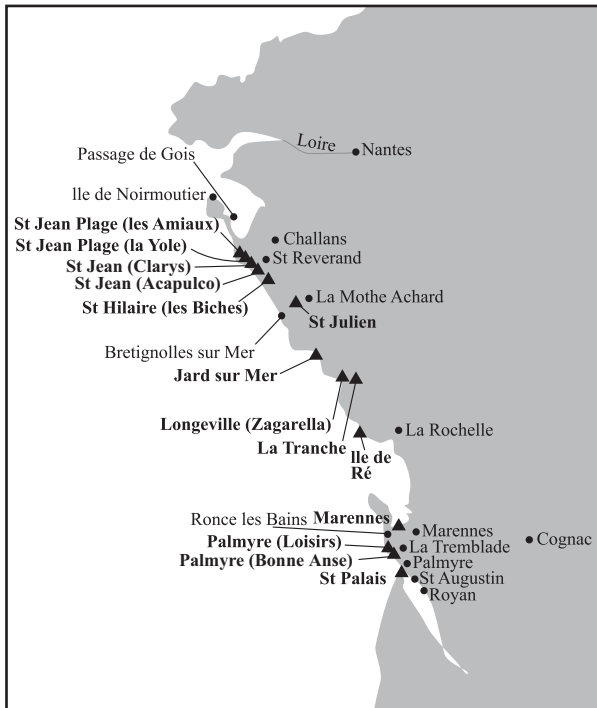 Loire
Nantes
Passage de Gois
Ile de Noirmoutier
St Jean Plage (les Amiaux)
Challans
St Jean Plage (la Yole)
St Reverand
St Jean (Clarys)
St Jean (Acapulco)
St Hilaire (les Biches)
La Mothe Achard
St Julien
Bretignolles sur Mer
Jard sur Mer
Longeville (Zagarella)
La Rochelle
La Tranche
Ile de
Ré
Ronce les Bains
Marennes
Marennes
Palmyre (Loisirs)
La Tremblade
Cognac
Palmyre (Bonne Anse)
Palmyre
St Palais
St Augustin
Royan